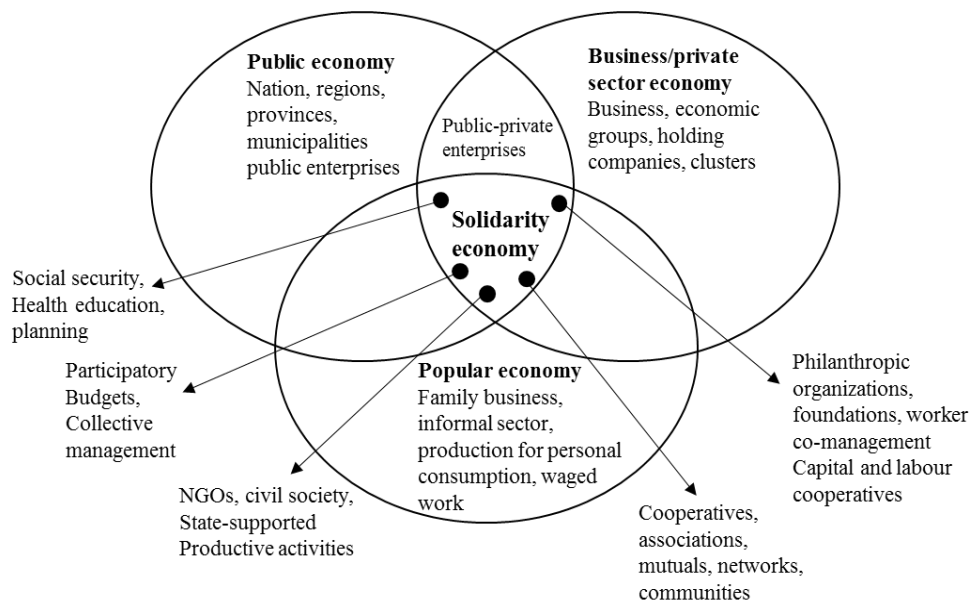 Public economy
Nation, regions,
provinces,
municipalities
public enterprises
Business/private
sector economy
Business, economic
groups, holding
companies, clusters
Public-private
enterprises
Solidarity
economy
Social security,
Health education,
planning
Participatory
Budgets,
Collective
management
Popular economy
Family business,
informal sector,
production for personal
consumption, waged
work
Philanthropic
organizations,
foundations, worker
co-management
Capital and labour
cooperatives
NGOs, civil society,
State-supported
Productive activities
Cooperatives,
associations,
mutuals, networks,
communities